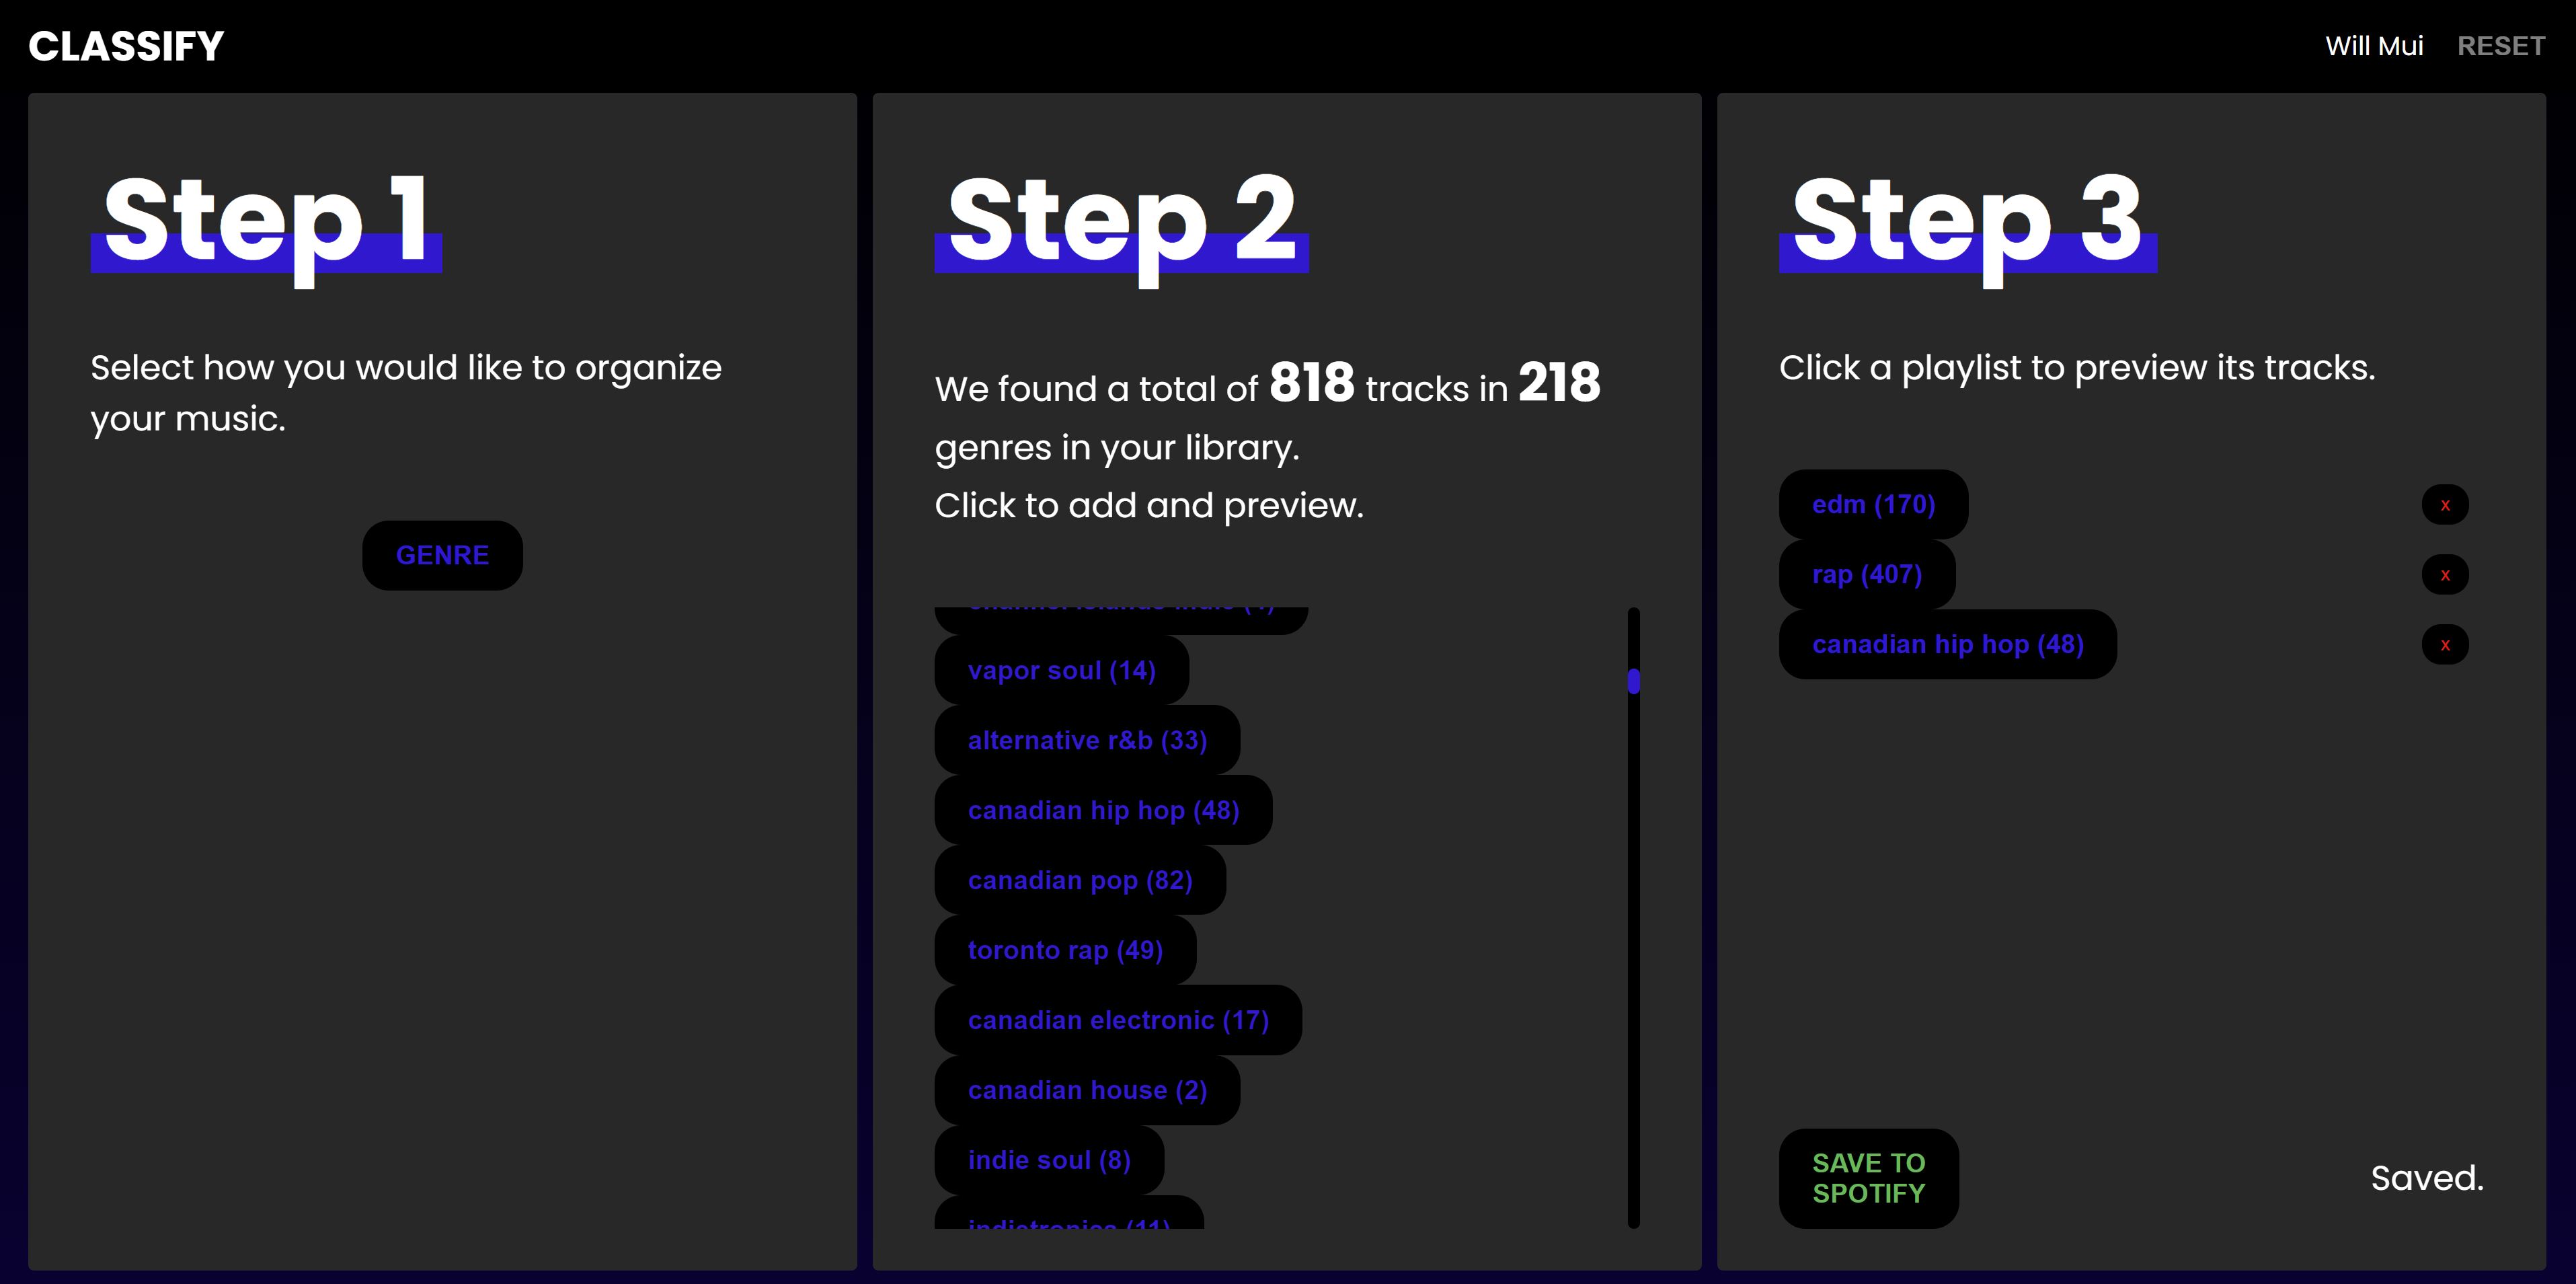 CLASSIFY
Will Mui
RESET
Step 1
Select how you would like to organize
your music.
GENRE
Step 2
We found a total of 818 tracks in 218
genres in your library.
Click to add and preview.
vapor soul (14)
alternative r&b (33)
canadian hip hop (48)
canadian pop (82)
toronto rap (49)
canadian electronic (17)
canadian house (2)
indie soul (8)
indietronica (11)
Step 3
Click a playlist to preview its tracks.
edm (170)
x
rap (407)
x
canadian hip hop (48)
x
SAVE TO
SPOTIFY
Saved.